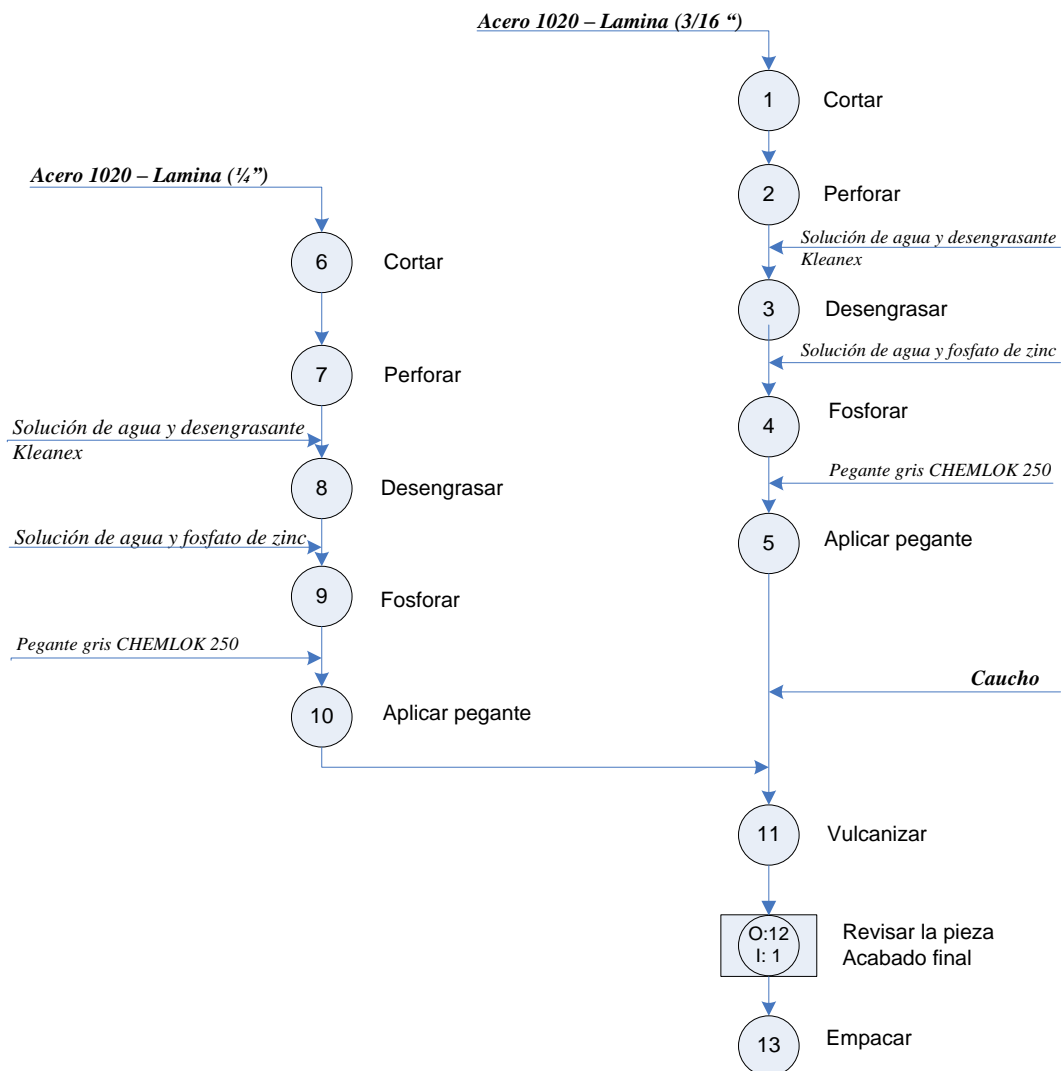 Acero 1020 – Lamina (3/16 “)
1
Cortar
2
Perforar
Solución de agua y desengrasante
Kleanex
3
Desengrasar
Solución de agua y fosfato de zinc
4
Fosforar
Pegante gris CHEMLOK 250
5
Aplicar pegante
Acero 1020 – Lamina (¼”)
6
Cortar
7
Perforar
Solución de agua y desengrasante
Kleanex
8
Desengrasar
Solución de agua y fosfato de zinc
9
Fosforar
Pegante gris CHEMLOK 250
10
Aplicar pegante
Caucho
11
Vulcanizar
O:12
I: 1
Revisar la pieza
Acabado final
13
Empacar